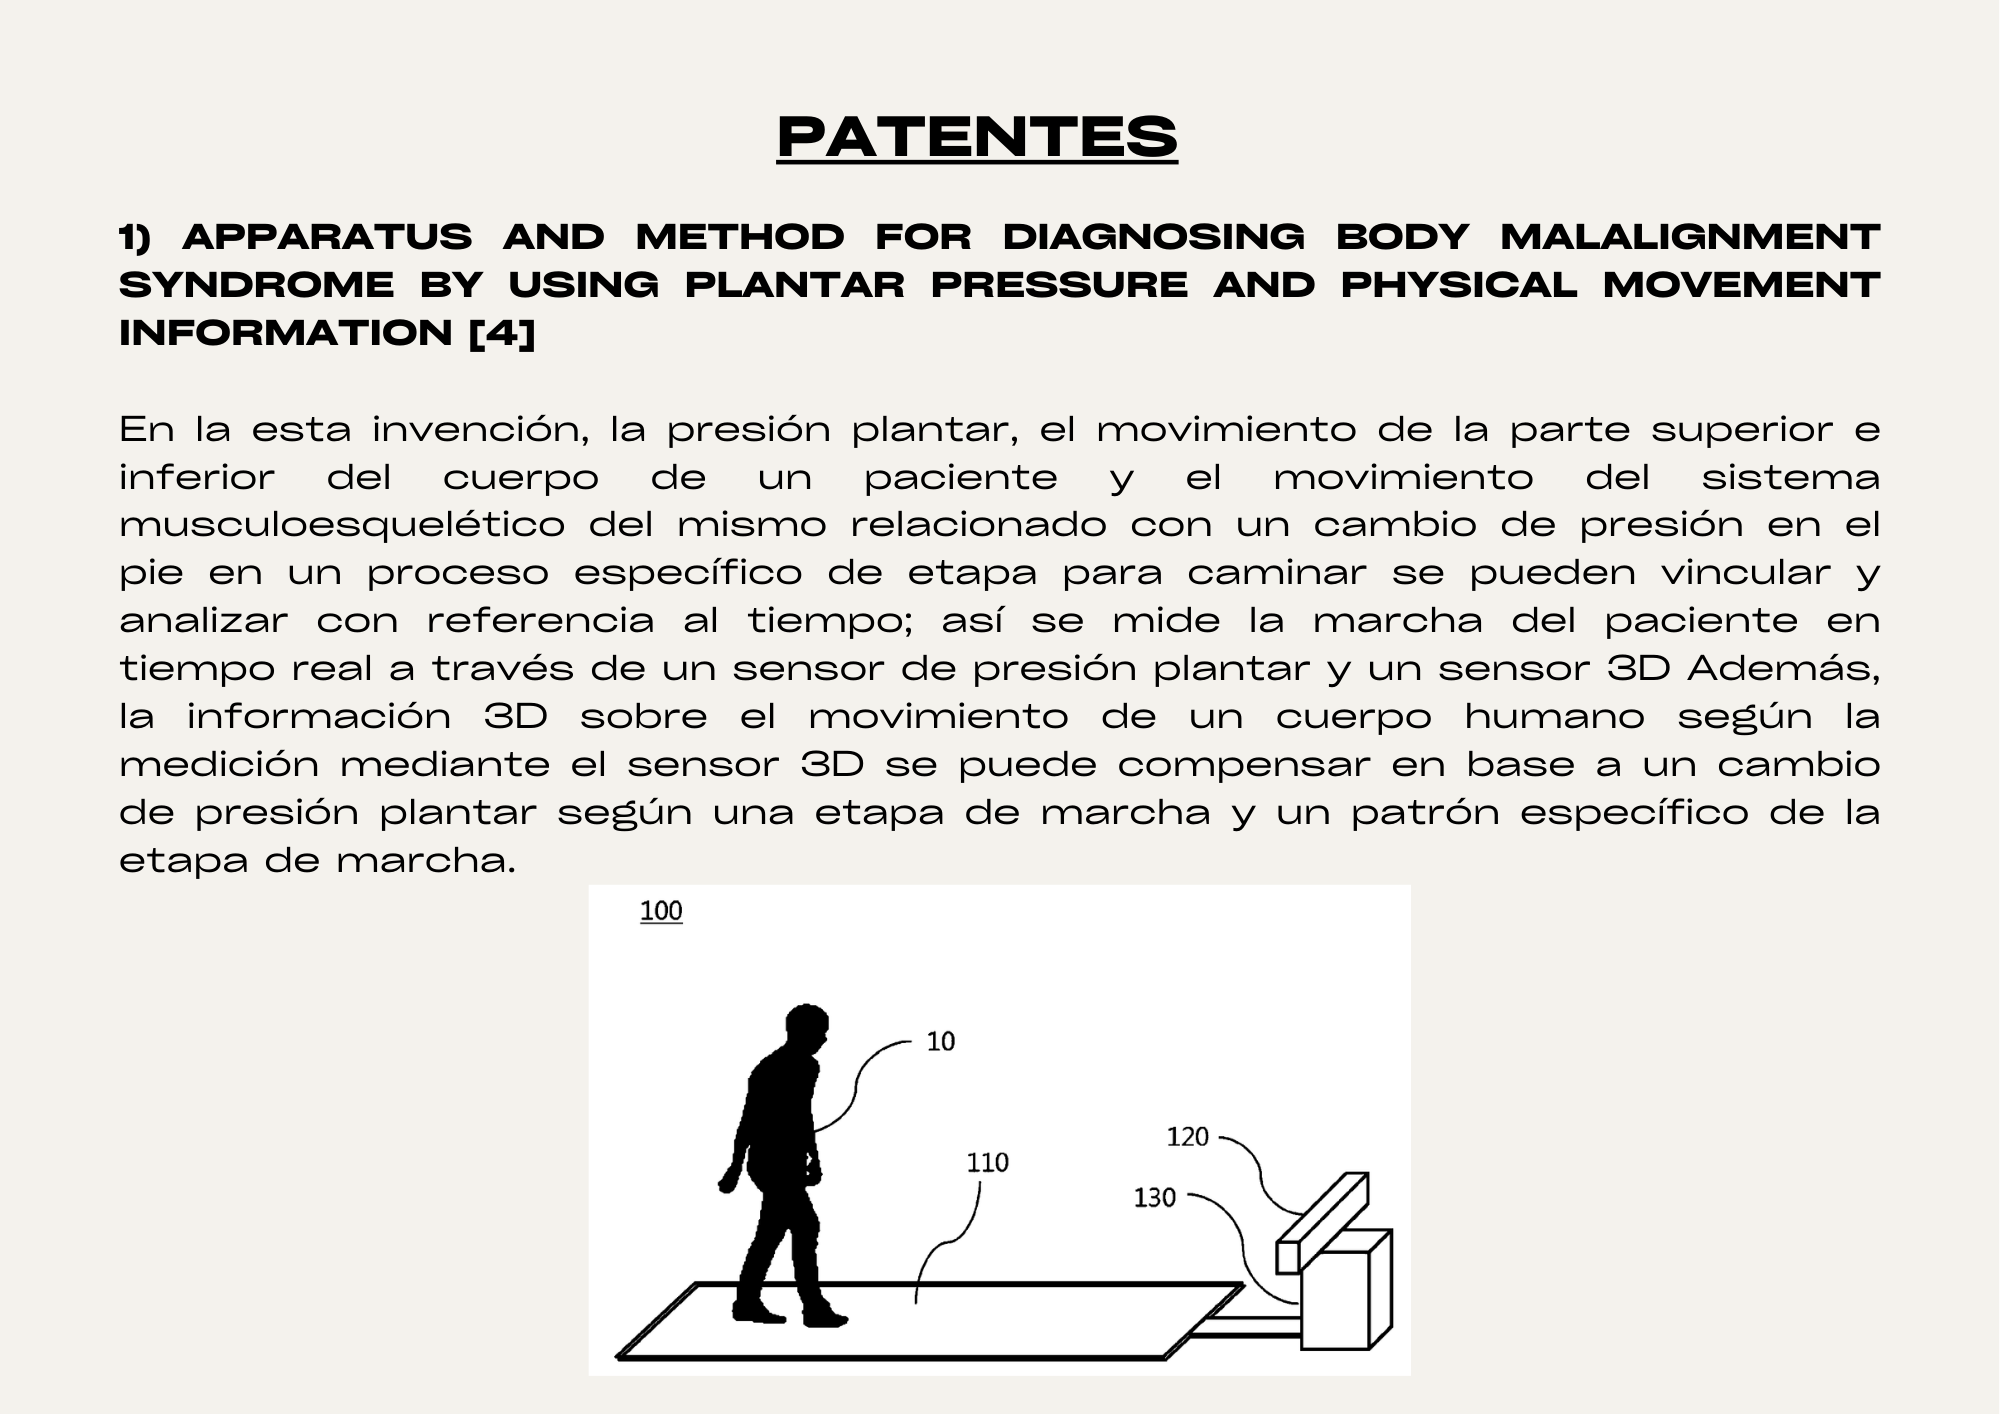 PATENTES
1) APPARATUS AND METHOD FOR DIAGNOSING BODY MALALIGNMENT
SYNDROME BY USING PLANTAR PRESSURE AND PHYSICAL MOVEMENT
INFORMATION [4]
En la esta invención, la presión plantar, el movimiento de la parte superior e
inferior del cuerpo de un paciente y el movimiento del sistema
musculoesquelético del mismo relacionado con un cambio de presión en el
pie en un proceso específico de etapa para caminar se pueden vincular y
analizar con referencia al tiempo; así se mide la marcha del paciente en
tiempo real a través de un sensor de presión plantar y un sensor 3D Además,
la información 3D sobre el movimiento de un cuerpo humano según la
medición mediante el sensor 3D se puede compensar en base a un cambio
de presión plantar según una etapa de marcha y un patrón específico de la
etapa de marcha.
100
10
120
110
130